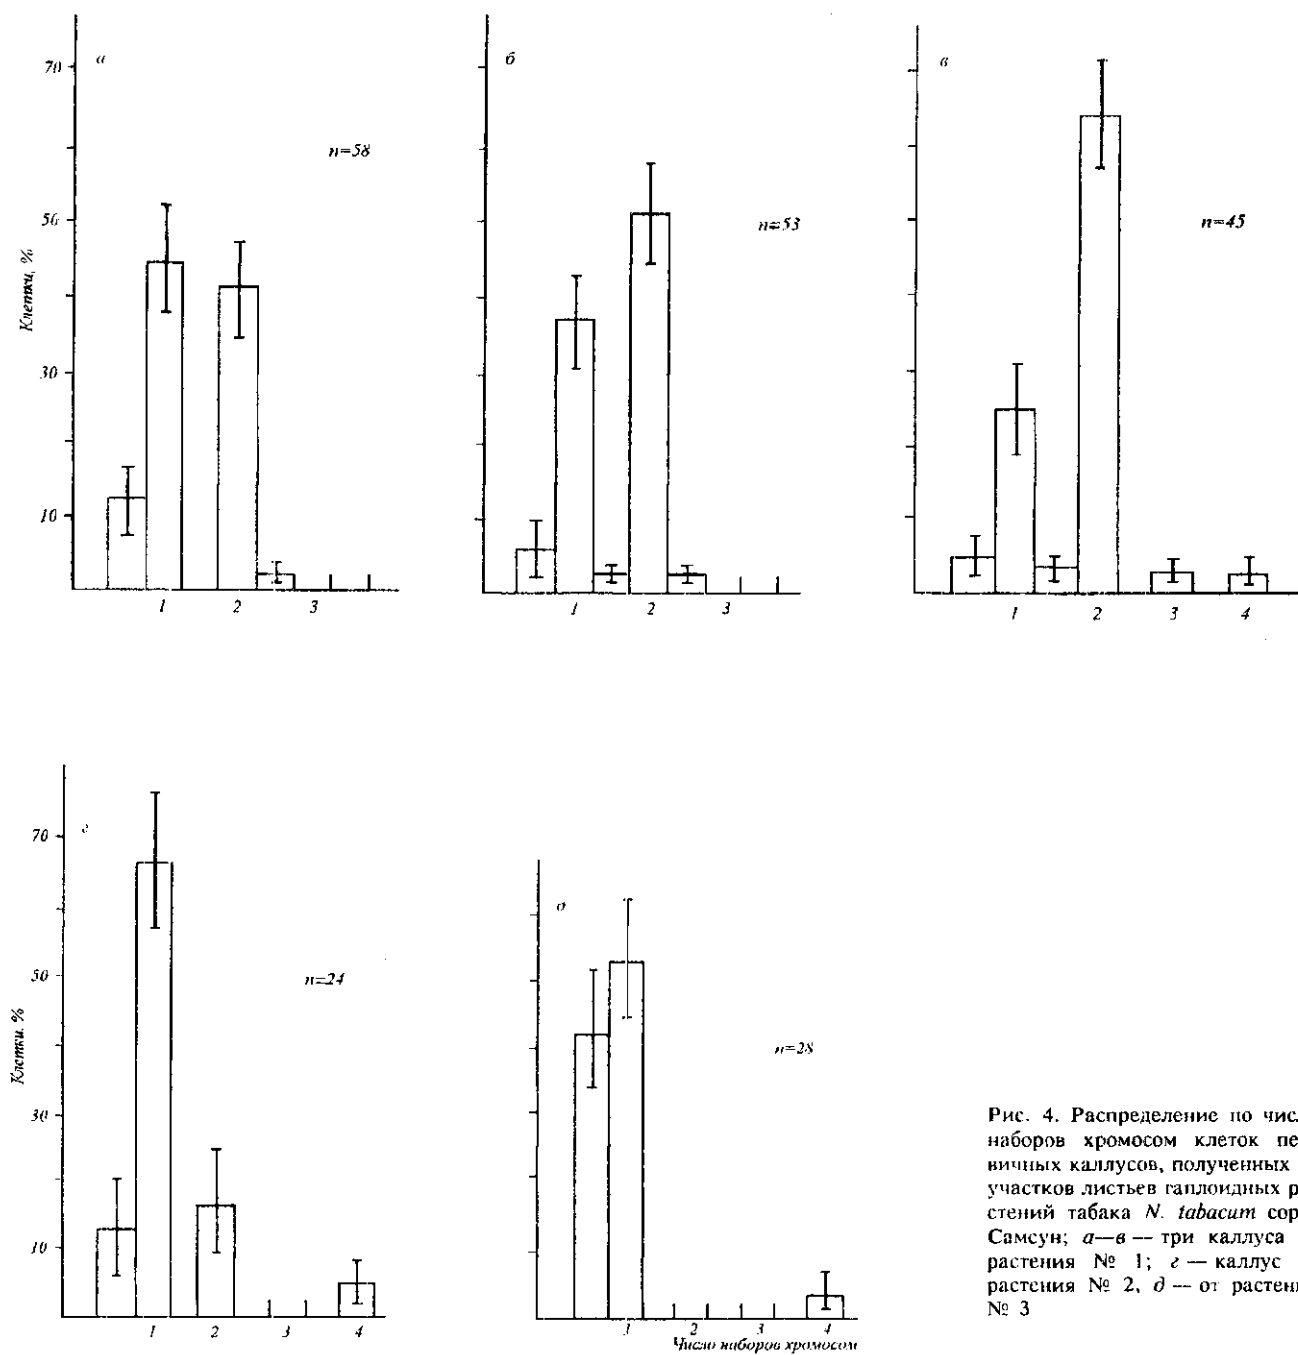 а
б
в
70
50
30
10
Клетки, %
n=58
n=53
n=45
1 2 3
1 2 3
1 2 3 4
г
д
70
50
30
10
Клетки, %
n=24
n=28
1 2 3 4
1 2 3 4
Число наборов хромосом
Рис. 4. Распределение по чис
наборов хромосом клеток пе
вичных каллусов, полученных
участков листьев гаплоидных р
стений табака N. tabacum сор
Самсун; а—в — три каллуса
растения № 1; г — каллус
растения № 2, д — от растен
№ 3